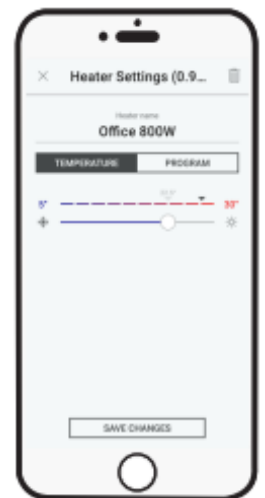 Heater Settings (0.9...
Heater name
Office 800W
TEMPERATURE PROGRAM
5° 30°
SAVE CHANGES